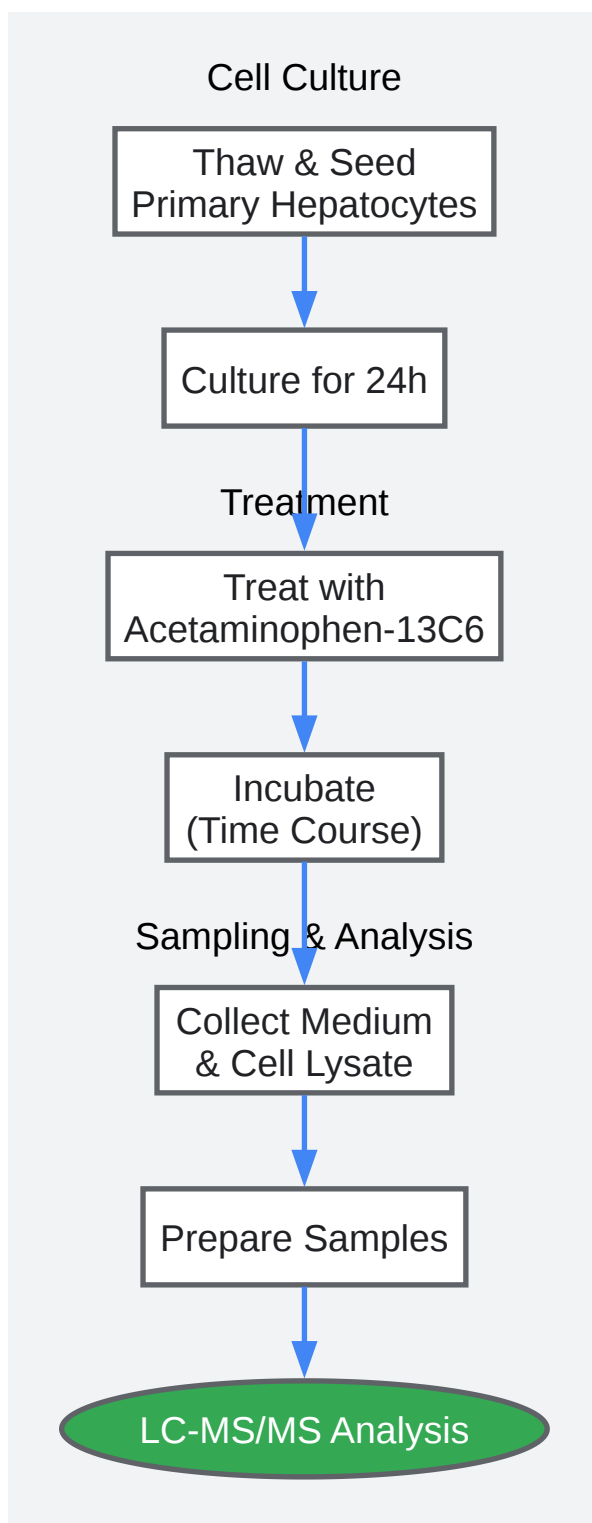 Cell Culture
Thaw & Seed
Primary Hepatocytes
Culture for 24h
Treatment
Treat with
Acetaminophen-13C6
Incubate
(Time Course)
Sampling & Analysis
Collect Medium
& Cell Lysate
Prepare Samples
LC-MS/MS Analysis